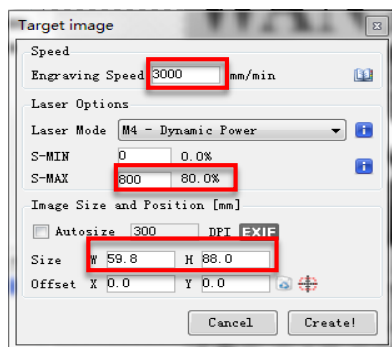 Target image
Speed
Engraving Speed 3000 mm/min
Laser Options
Laser Mode M4 - Dynamic Power
S-MIN 0 0.0%
S-MAX 800 80.0%
Image Size and Position [mm]
Autosize 300 DPI EXIF
Size W 59.8 H 88.0
Offset X 0.0 Y 0.0
Cancel Create!